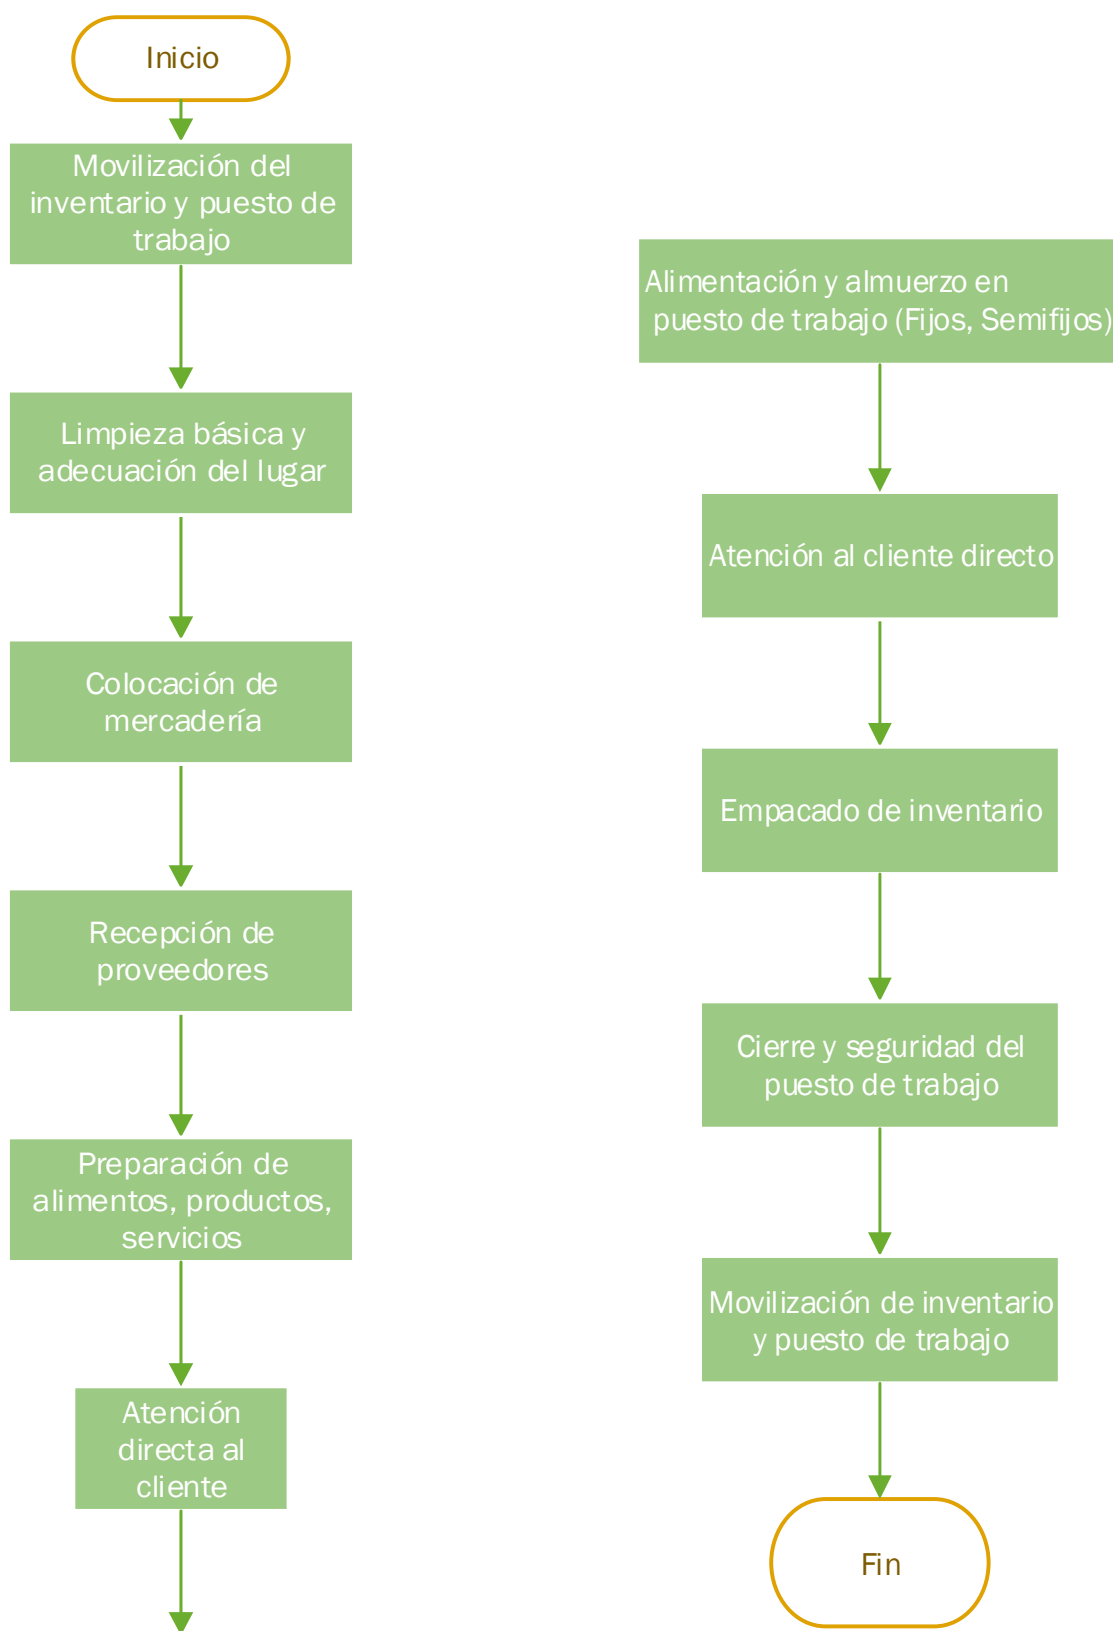 Inicio
Movilización del
inventario y puesto de
trabajo
Limpieza básica y
adecuación del lugar
Colocación de
mercadería
Recepción de
proveedores
Preparación de
alimentos, productos,
servicios
Atención
directa al
cliente
Alimentación y almuerzo en
puesto de trabajo (Fijos, Semifijos)
Atención al cliente directo
Empacado de inventario
Cierre y seguridad del
puesto de trabajo
Movilización de inventario
y puesto de trabajo
Fin